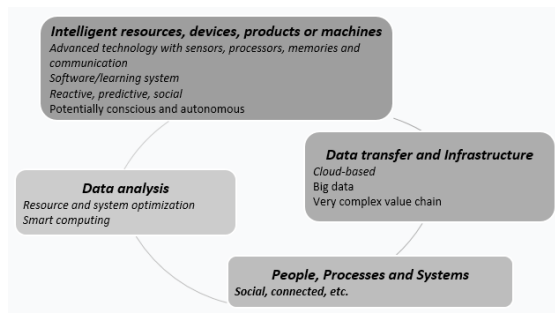 Intelligent resources, devices, products or machines
Advanced technology with sensors, processors, memories and
communication
Software/learning system
Reactive, predictive, social
Potentially conscious and autonomous
Data transfer and Infrastructure
Cloud-based
Big data
Very complex value chain
Data analysis
Resource and system optimization
Smart computing
People, Processes and Systems
Social, connected, etc.